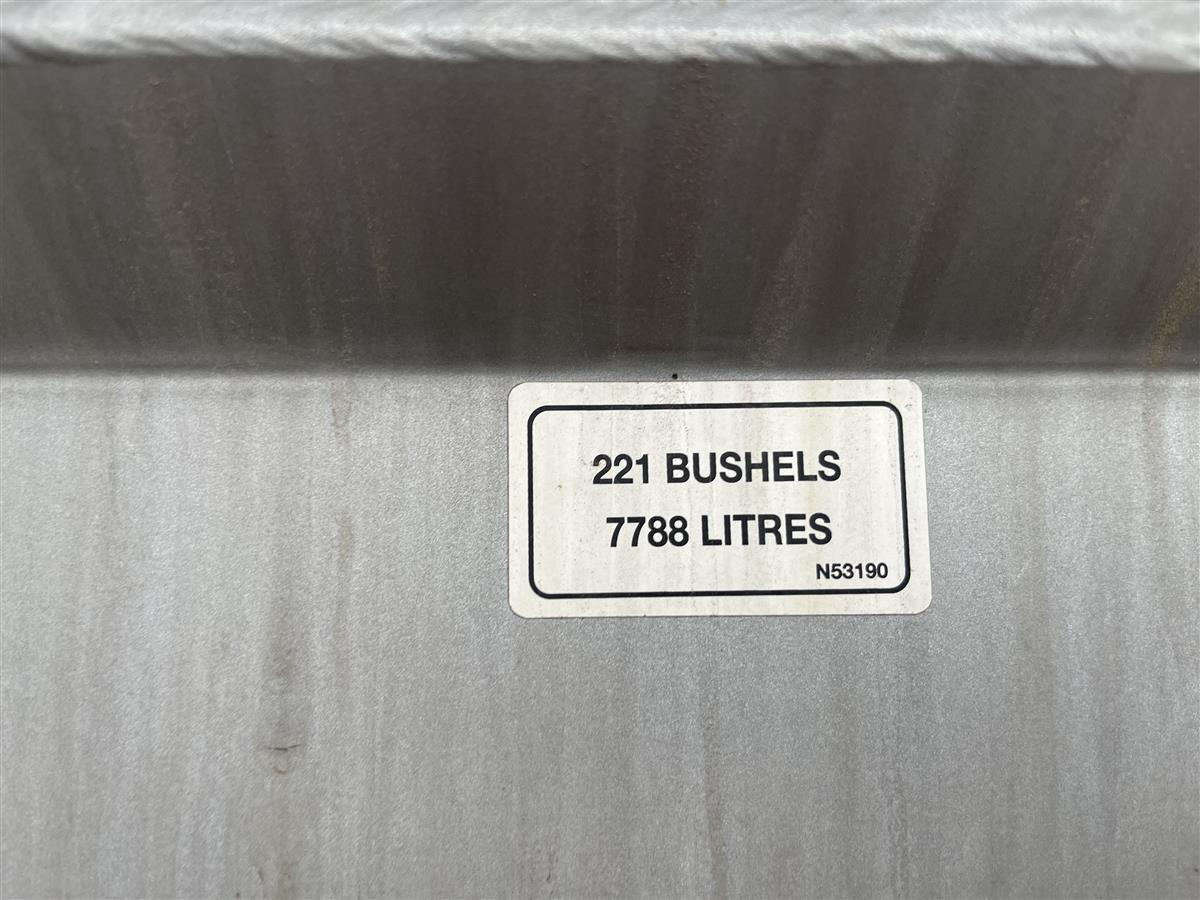 221 BUSHELS
7788 LITRES
N53190